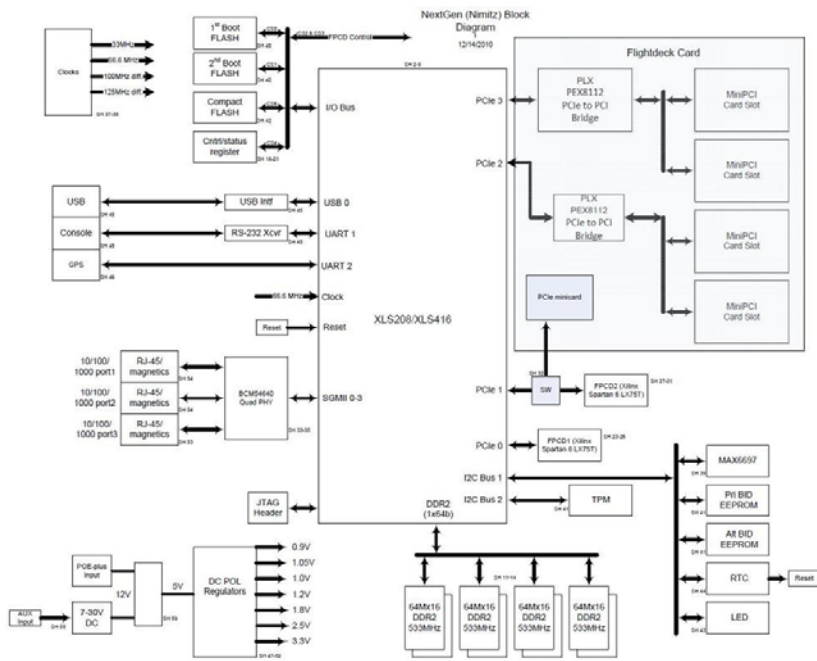 NextGen (Nimitz) Block
Diagram
1
12/14/2010
Clocks
33MHz
66.6 MHz
100MHz diff.
125MHz diff.
1st Boot
FLASH
2nd Boot
FLASH
Compact
FLASH
Cntrl/status
register
FPCD Control
I/O Bus
USB
USB Intf
USB 0
Console
RS-232 Xcvr
UART 1
GPS
UART 2
66.6 MHz
Clock
Reset
Reset
XLS208/XLS416
10/100/
1000 port1
RJ-45/
magnetics
10/100/
1000 port2
RJ-45/
magnetics
10/100/
1000 port3
RJ-45/
magnetics
BCM54640
Quad PHY
SGMII 0-3
JTAG
Header
Flightdeck Card
PCIe 3
PLX
PEX8112
PCIe to PCI
Bridge
MiniPCI
Card Slot
MiniPCI
Card Slot
PCIe 2
PLX
PEX8112
PCIe to PCI
Bridge
MiniPCI
Card Slot
MiniPCI
Card Slot
PCIe minicard
PCIe 1
SW
FPCD2 (Xilinx
Spartan 6 LX75T)
PCIe 0
FPCD1 (Xilinx
Spartan 6 LX75T)
I2C Bus 1
I2C Bus 2
TPM
DDR2
(1x64b)
64Mx16
DDR2
533MHz
64Mx16
DDR2
533MHz
64Mx16
DDR2
533MHz
64Mx16
DDR2
533MHz
MAX6697
Pri BID
EEPROM
Alt BID
EEPROM
RTC
Reset
LED
POE-plus
Input
12V
AUX
Input
7-30V
DC
5V
DC POL
Regulators
0.9V
1.05V
1.0V
1.2V
1.8V
2.5V
3.3V